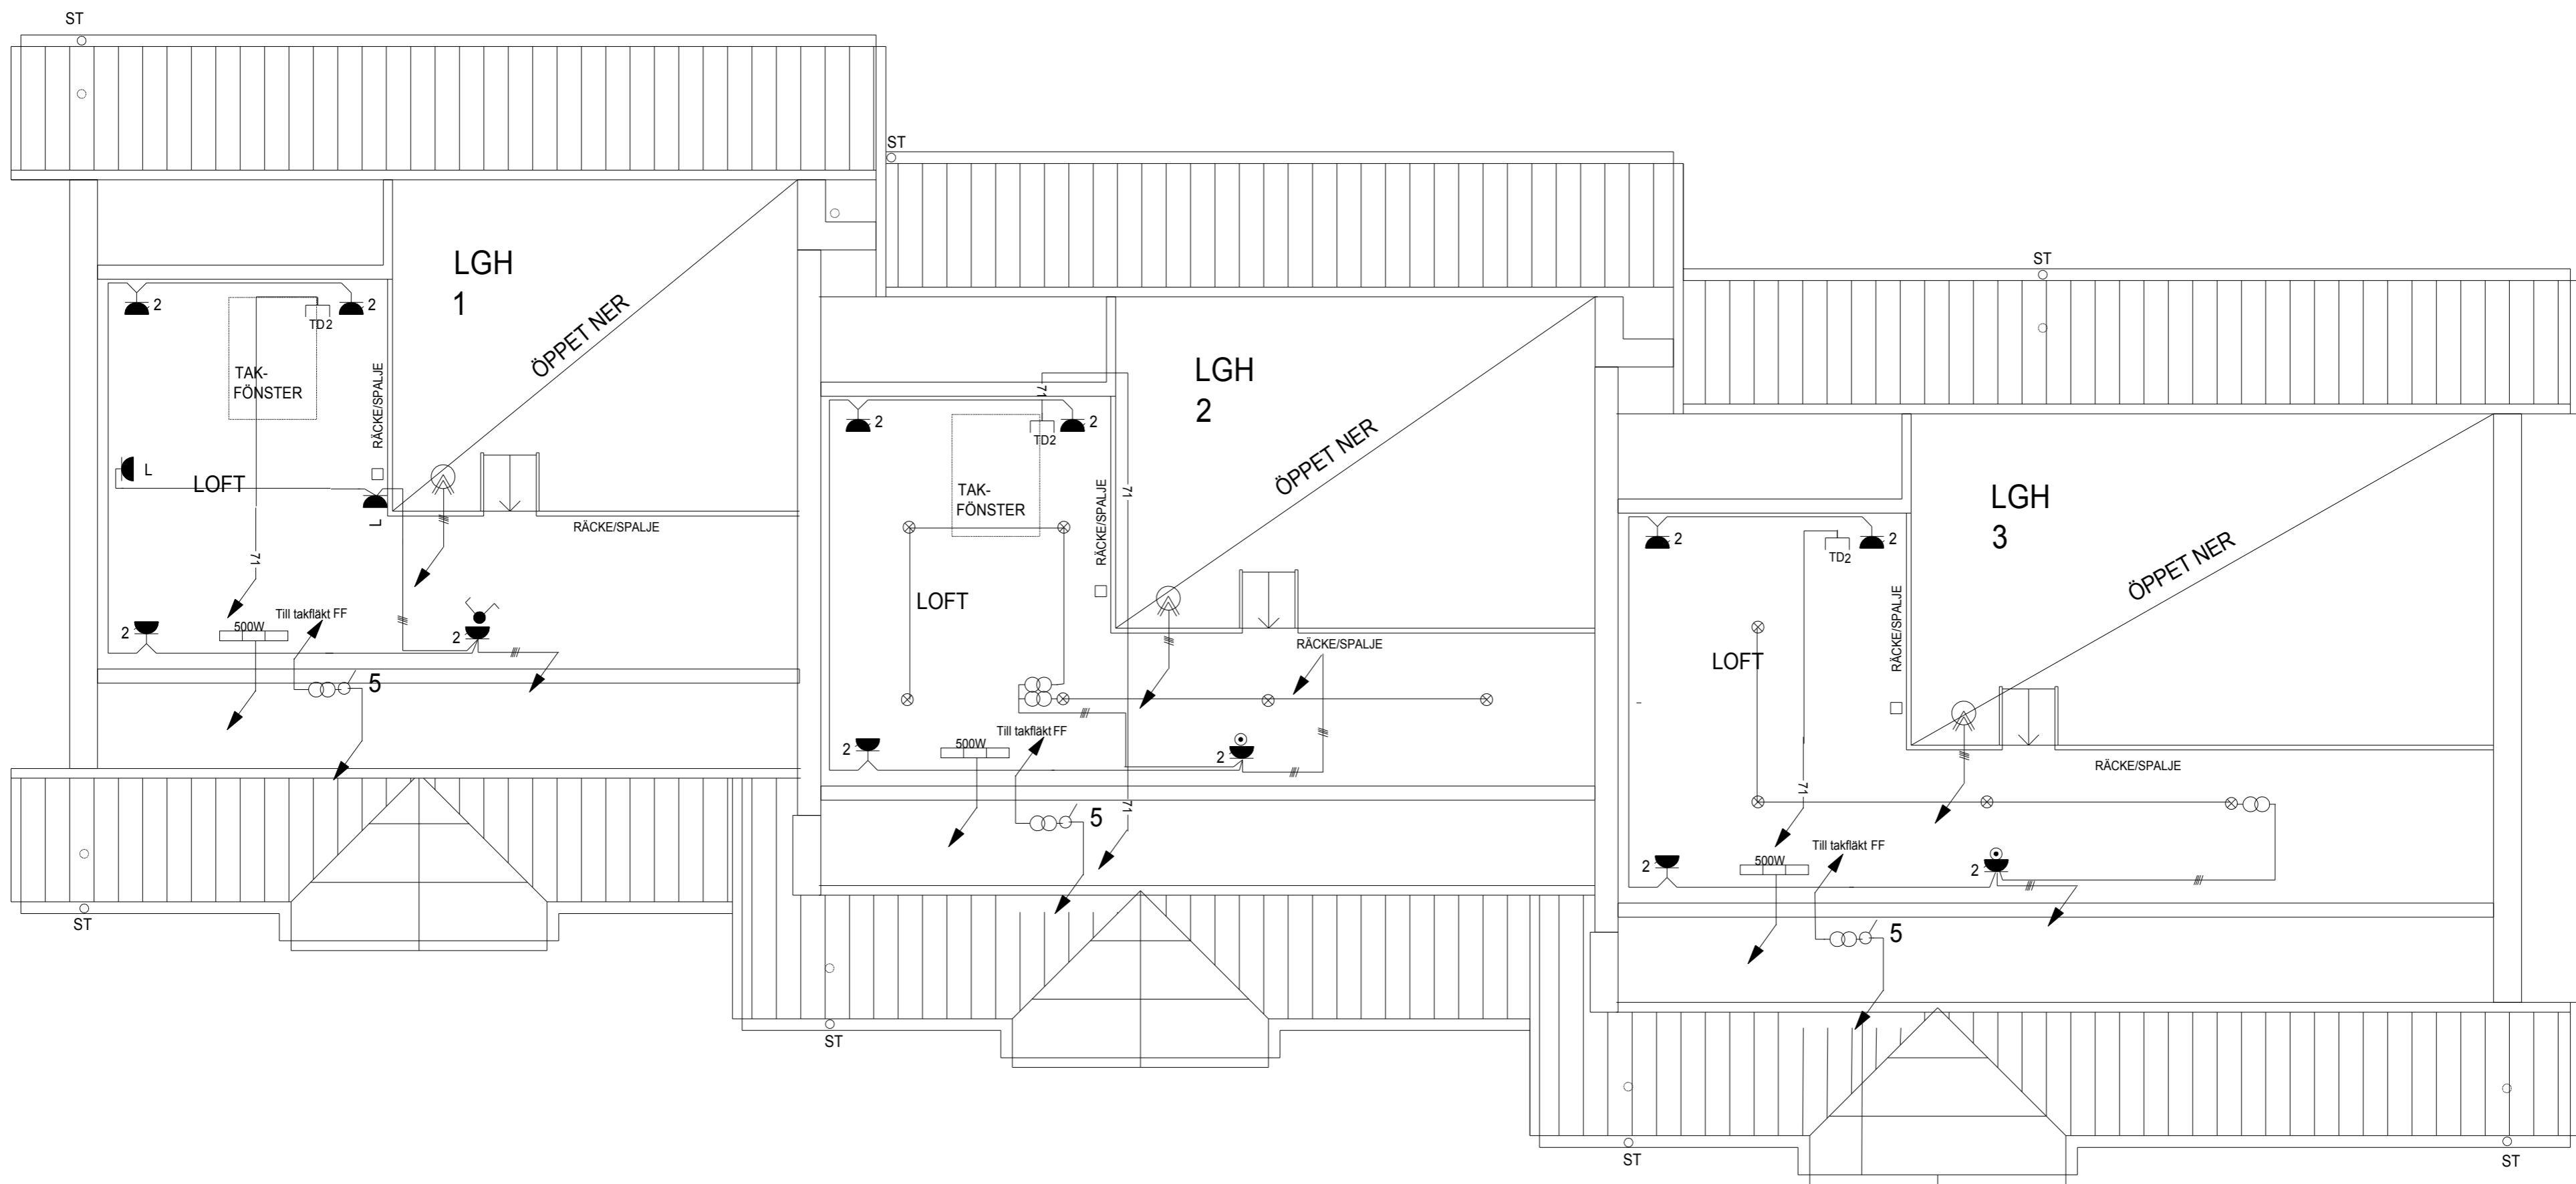 ST
LGH
1
ÖPPET NER
2
2
TD2
TAK-
FÖNSTER
RÄCKE/SPALJE
L
LOFT
L
RÄCKE/SPALJE
71
Till takfläkt FF
500W
2
2
5
ST
ST
LGH
2
ÖPPET NER
71
2
2
TD2
TAK-
FÖNSTER
RÄCKE/SPALJE
71
LOFT
RÄCKE/SPALJE
Till takfläkt FF
500W
2
2
71
5
ST
ST
LGH
3
ÖPPET NER
2
2
TD2
RÄCKE/SPALJE
LOFT
RÄCKE/SPALJE
71
Till takfläkt FF
500W
2
2
5
ST
ST